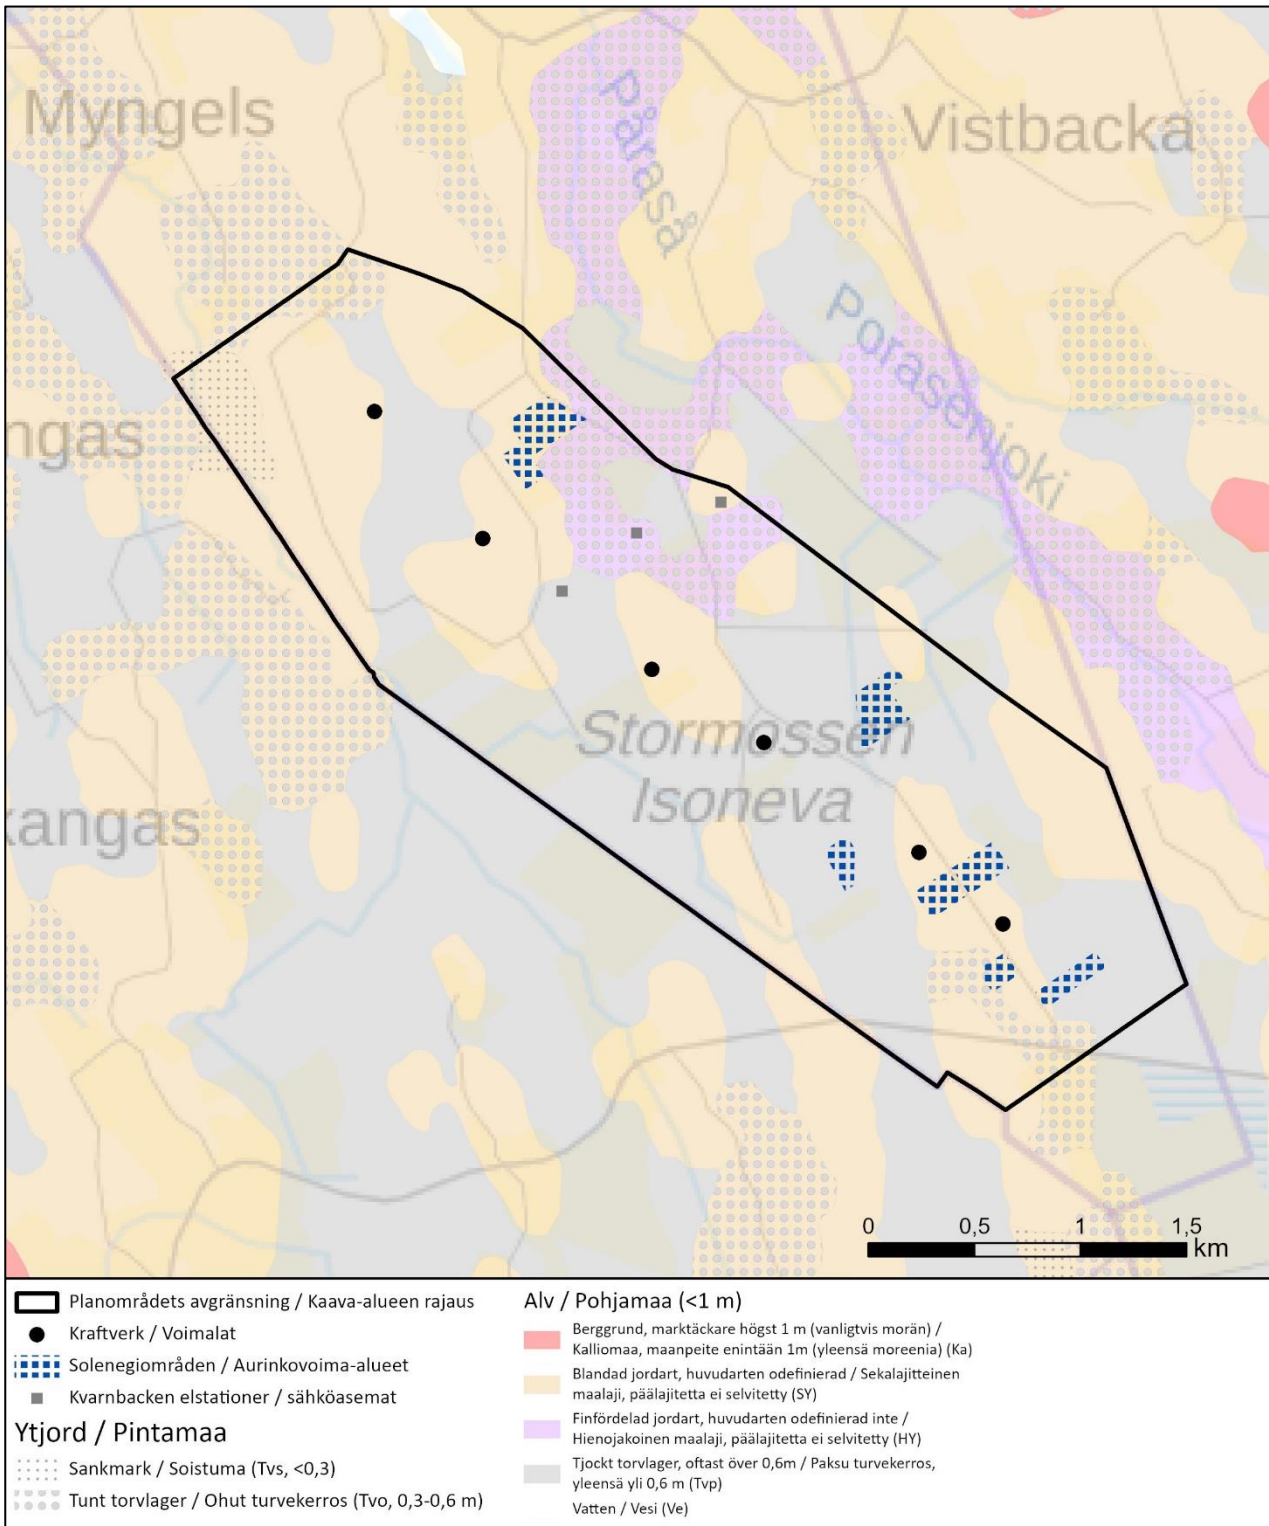 Myngels
Vistbacka
Påraså
Porasenjoki
ngas
Stormossen
Isoneva
kangas
0 0,5 1 1,5
km
Planområdets avgränsning / Kaava-alueen rajaus
Kraftverk / Voimalat
Solenegiområden / Aurinkovoima-alueet
Kvarnbacken elstationer / sähköasemat
Ytjord / Pintamaa
Sankmark / Soistuma (Tvs, <0,3)
Tunt torvlager / Ohut turvekerros (Tvo, 0,3-0,6 m)
Alv / Pohjamaa (<1 m)
Berggrund, marktäckare högst 1 m (vanligtvis morän) /
Kalliomaa, maanpeite enintään 1m (yleensä moreenia) (Ka)
Blandad jordart, huvudarten odefinierad / Sekalajitteinen
maalaji, päälajitetta ei selvitetty (SY)
Finfördelad jordart, huvudarten odefinierad inte /
Hienojakoinen maalaji, päälajitetta ei selvitetty (HY)
Tjockt torvlager, oftast över 0,6m / Paksu turvekerros,
yleensä yli 0,6 m (Tvp)
Vatten / Vesi (Ve)